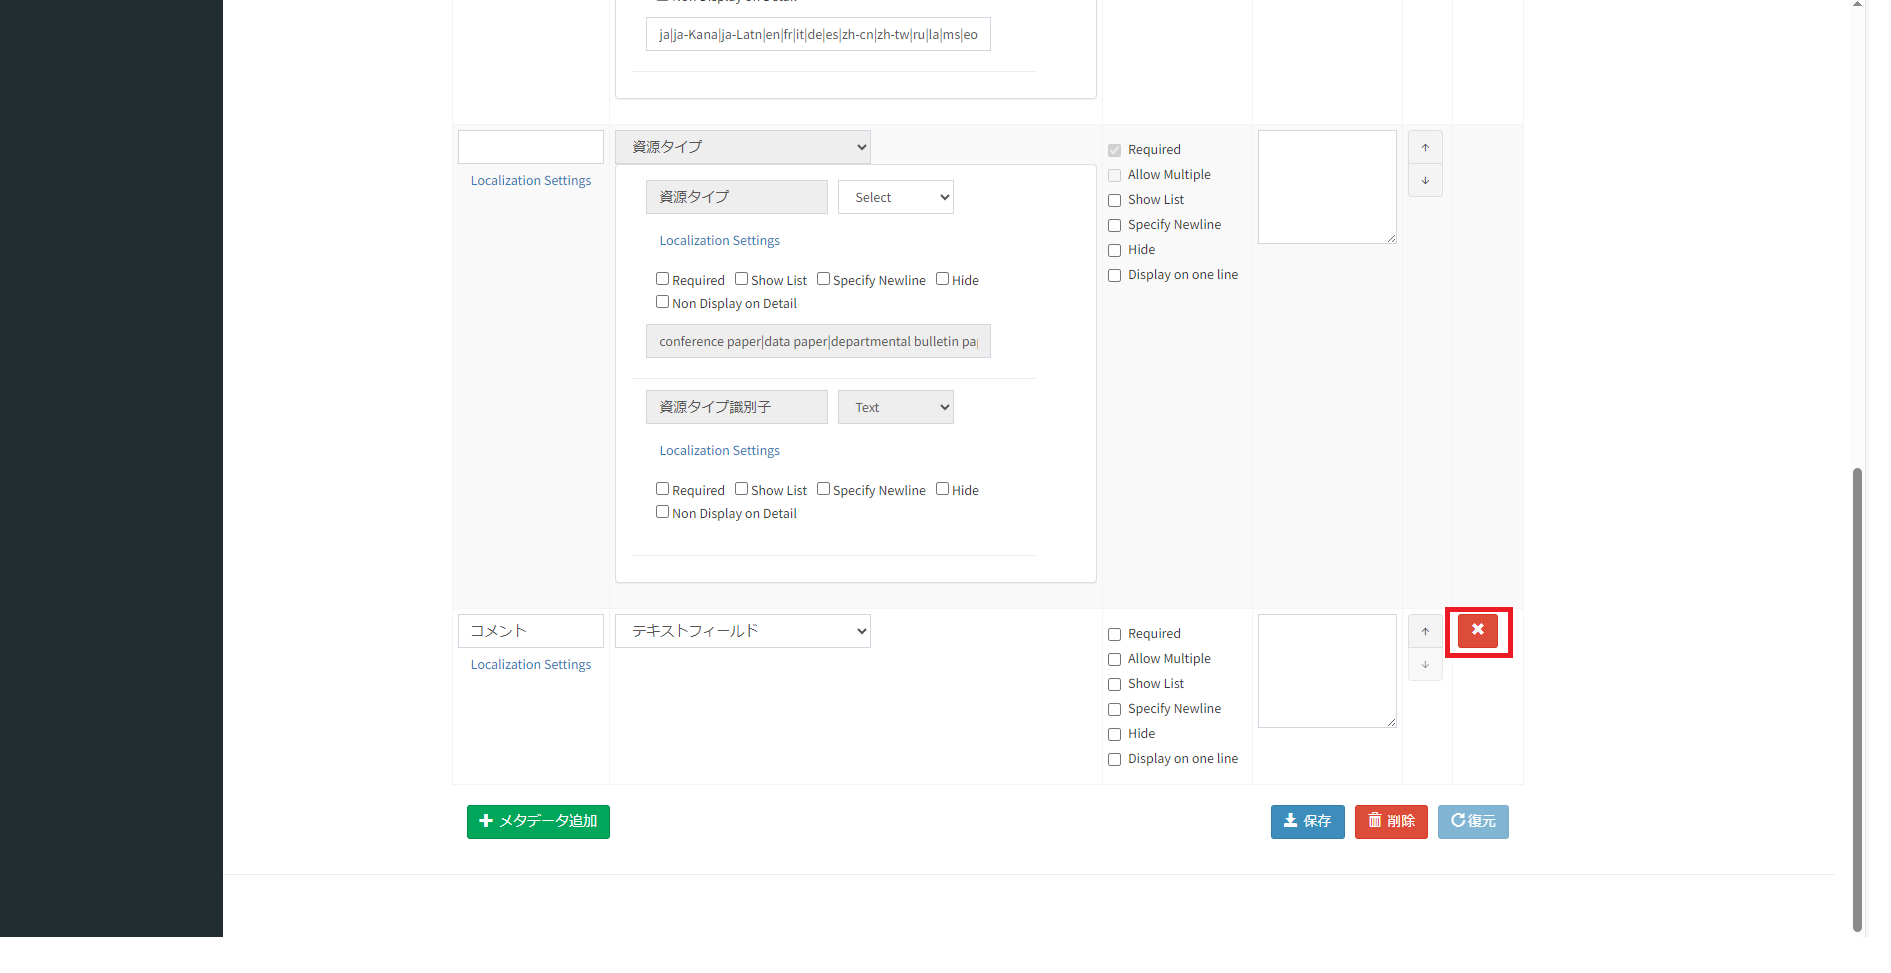 ja|ja-Kana|ja-Latn|en|fr|it|de|es|zh-cn|zh-tw|ru|la|ms|eo
資源タイプ
Localization Settings
資源タイプ Select
Localization Settings
Required Show List Specify Newline Hide
Non Display on Detail
conference paper|data paper|departmental bulletin pa
資源タイプ識別子 Text
Localization Settings
Required Show List Specify Newline Hide
Non Display on Detail
Required
Allow Multiple
Show List
Specify Newline
Hide
Display on one line
↑
↓
コメント テキストフィールド
Localization Settings
Required
Allow Multiple
Show List
Specify Newline
Hide
Display on one line
↑
↓
メタデータ追加 保存 削除 復元